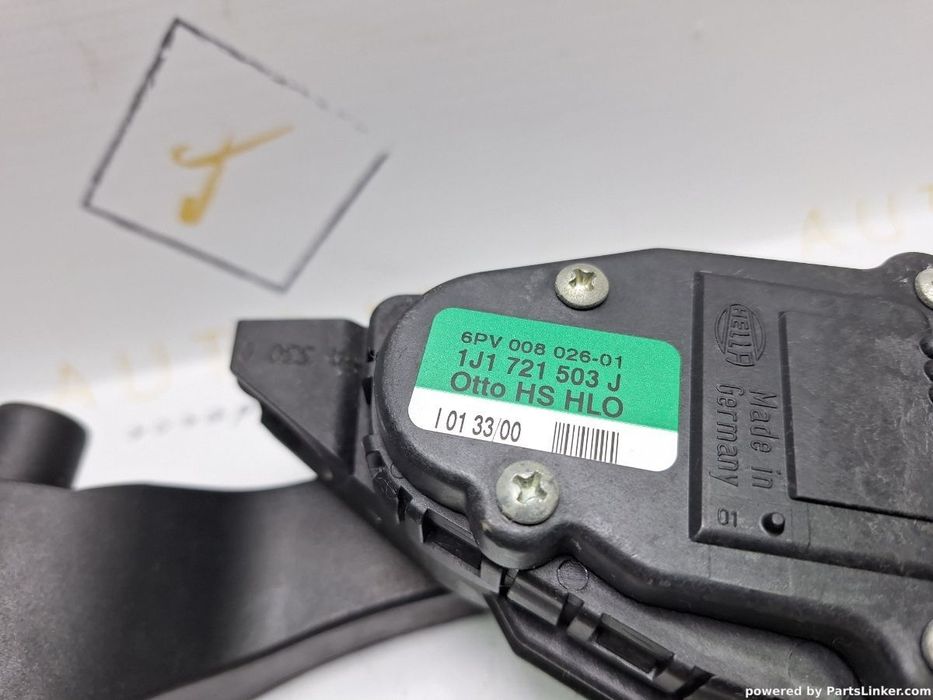 6PV 008 026-01
1J1 721 503 J
Otto HS HLO
I 01 33/00
HELLA
Made in
Germany
01
powered by PartsLinker.com